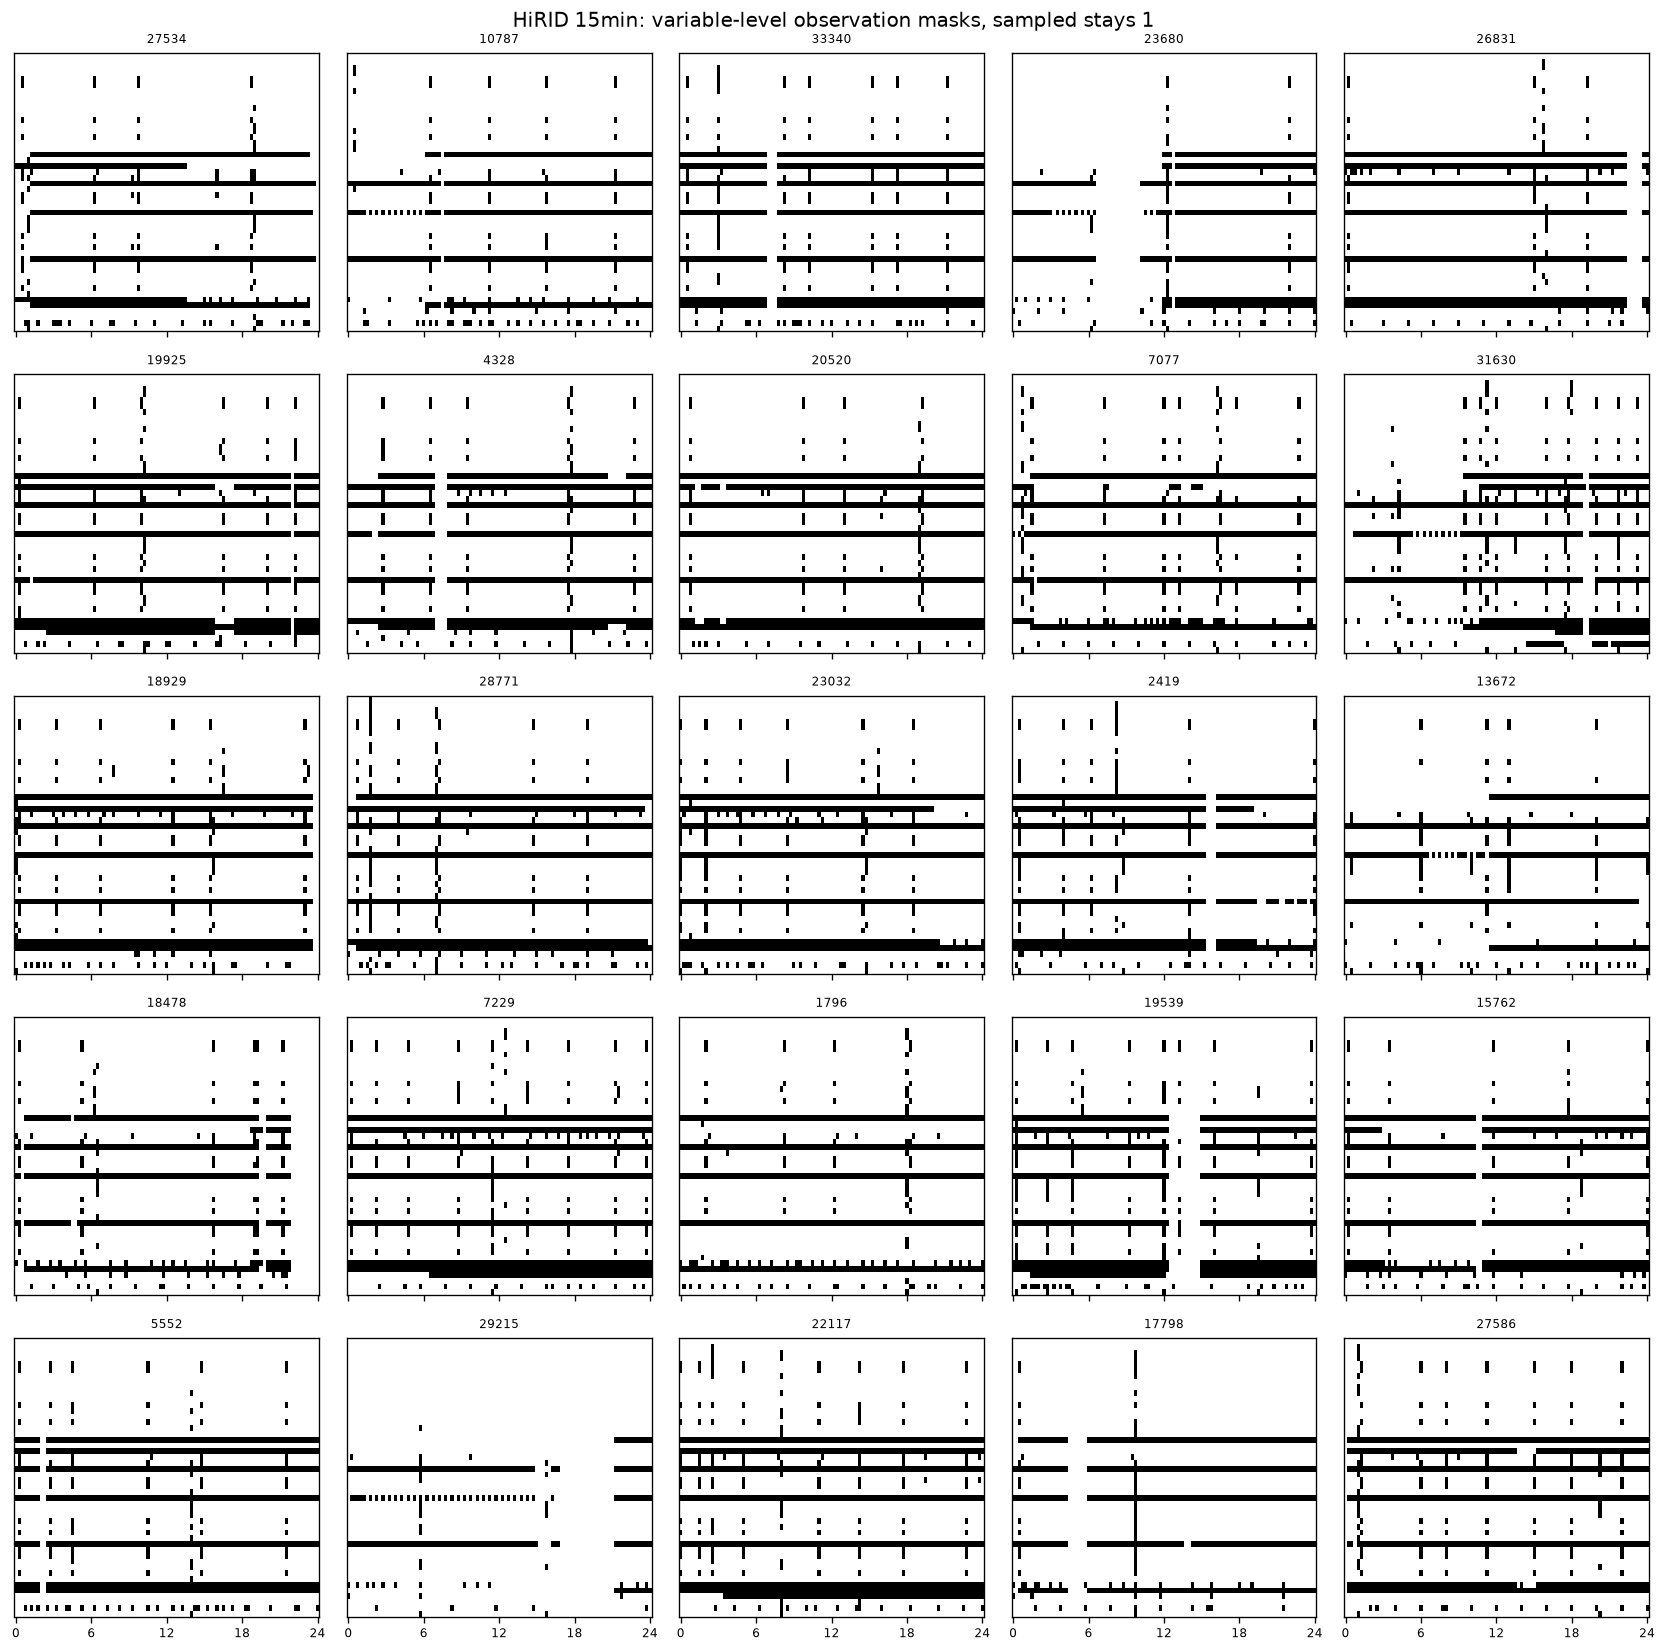 HiRID 15min: variable-level observation masks, sampled stays 1
27534 10787 33340 23680 26831
19925 4328 20520 7077 31630
18929 28771 23032 2419 13672
18478 7229 1796 19539 15762
5552 29215 22117 17798 27586
0 6 12 18 24 0 6 12 18 24 0 6 12 18 24 0 6 12 18 24 0 6 12 18 24